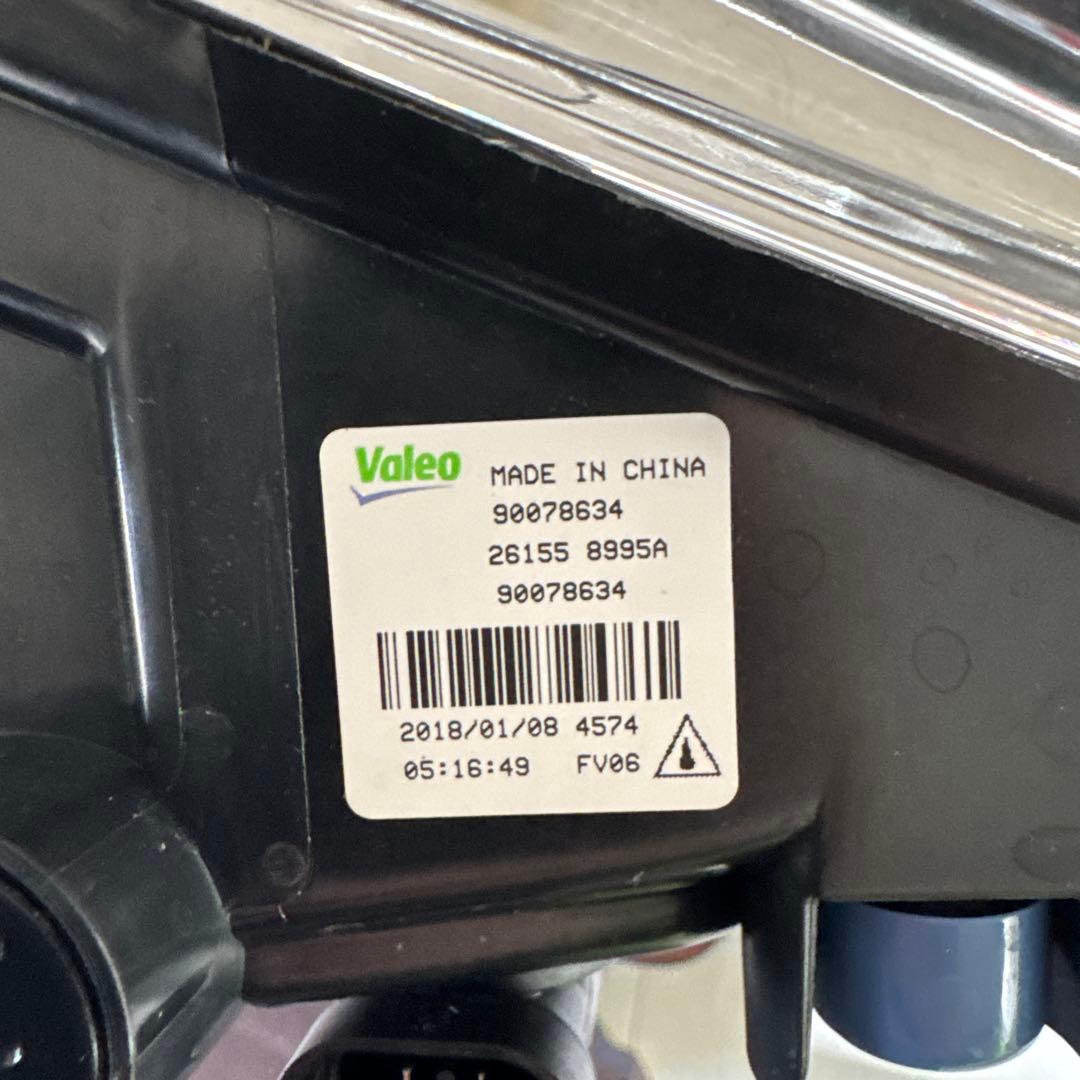 Valeo MADE IN CHINA
90078634
26155 8995A
90078634
2018/01/08 4574
05:16:49 FV06